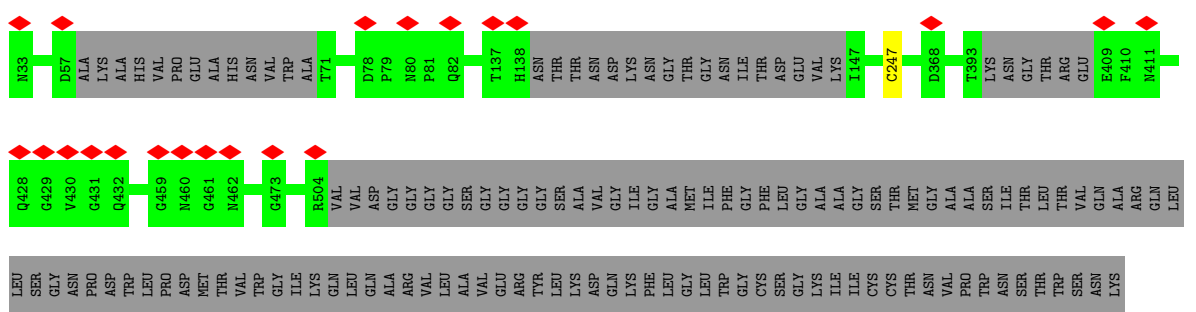 N33 D57 ALA LYS ALA HIS VAL PRO GLU ALA HIS ASN VAL TRP ALA T71 D78 P79 N80 P81 Q82 T137 H138 ASN THR THR ASN ASP LYS ASN GLY THR GLY ASN ILE THR ASP GLU VAL LYS I147 C247 D368 T393 LYS ASN GLY THR ARG GLU E409 F410 N411
Q428 G429 V430 G431 Q432 G459 N460 G461 N462 G473 R504 VAL VAL ASP GLY GLY GLY GLY SER GLY GLY GLY GLY SER ALA VAL GLY ILE GLY ALA MET ILE PHE GLY PHE LEU GLY ALA ALA GLY SER THR MET GLY ALA ALA SER ILE THR LEU THR VAL GLN ALA ARG GLN LEU
LEU SER GLY ASN PRO ASP TRP LEU PRO ASP MET THR VAL TRP GLY ILE LYS GLN LEU GLN ALA ARG VAL LEU ALA VAL GLU ARG TYR LEU LYS ASP GLN LYS PHE LEU GLY LEU TRP GLY CYS SER GLY LYS ILE ILE CYS CYS THR ASN VAL PRO TRP ASN SER THR TRP SER ASN LYS